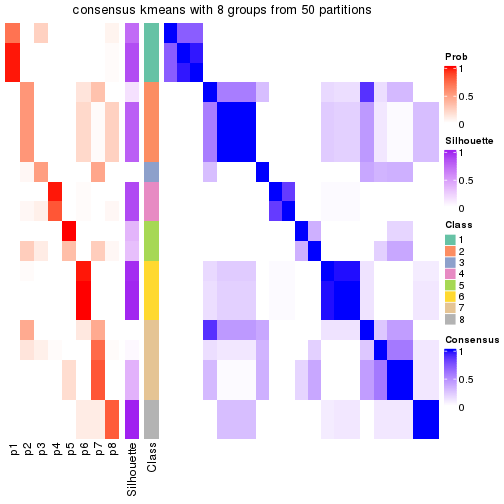 consensus kmeans with 8 groups from 50 partitions
Prob
1
0.5
0
Silhouette
1
0.5
0
Class
1
2
3
4
5
6
7
8
Consensus
1
0.5
0
p1
p2
p3
p4
p5
p6
p7
p8
Silhouette
Class